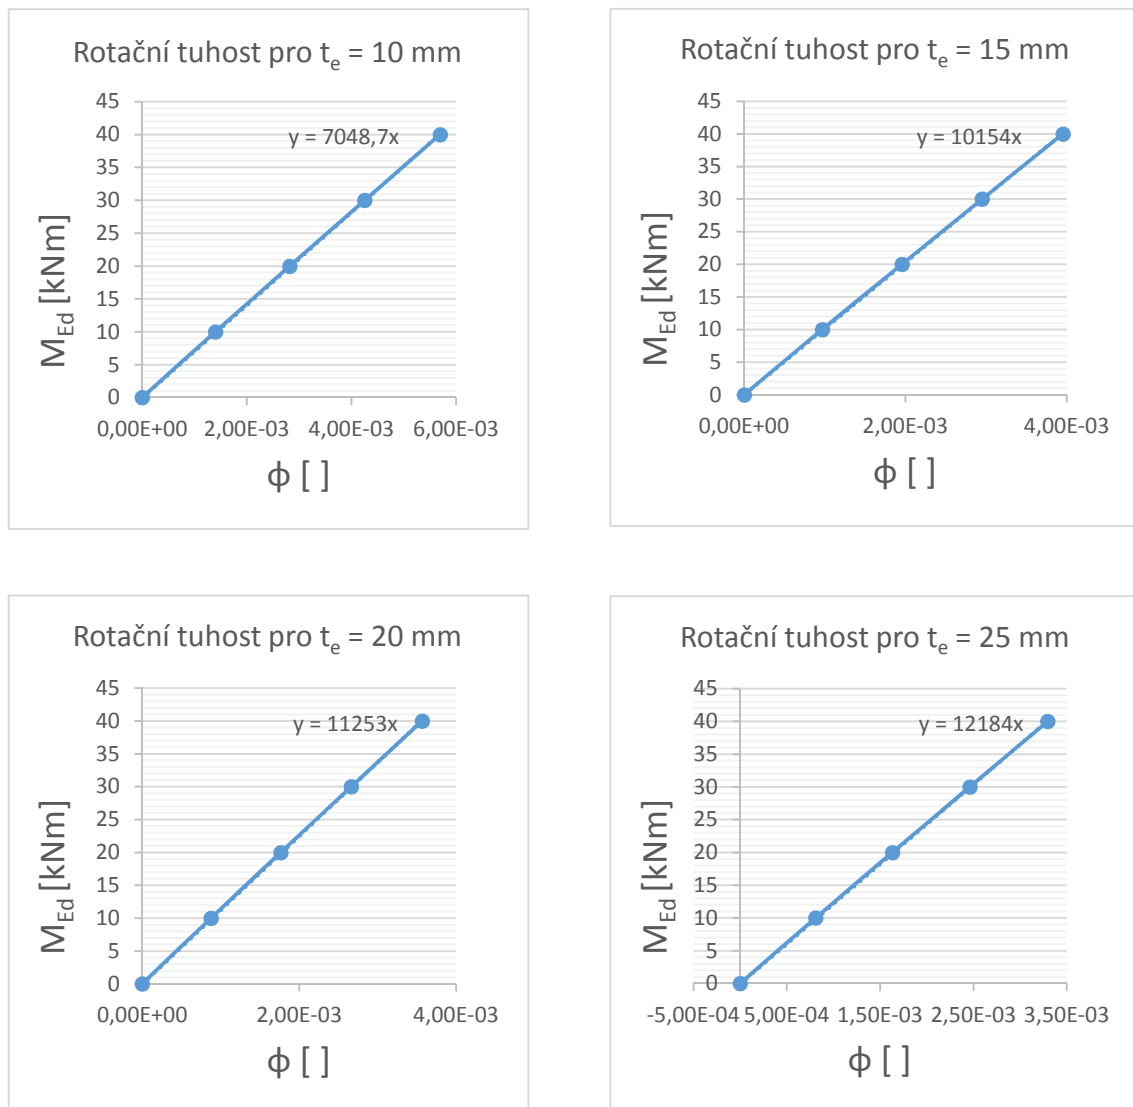 Rotační tuhost pro te = 10 mm
45
40
35
30
25
20
15
10
5
0
y = 7048,7x
MEd [kNm]
0,00E+00 2,00E-03 4,00E-03 6,00E-03
ϕ [ ]
Rotační tuhost pro te = 15 mm
45
40
35
30
25
20
15
10
5
0
y = 10154x
MEd [kNm]
0,00E+00 2,00E-03 4,00E-03
ϕ [ ]
Rotační tuhost pro te = 20 mm
45
40
35
30
25
20
15
10
5
0
y = 11253x
MEd [kNm]
0,00E+00 2,00E-03 4,00E-03
ϕ [ ]
Rotační tuhost pro te = 25 mm
45
40
35
30
25
20
15
10
5
0
y = 12184x
MEd [kNm]
-5,00E-04 5,00E-04 1,50E-03 2,50E-03 3,50E-03
ϕ [ ]